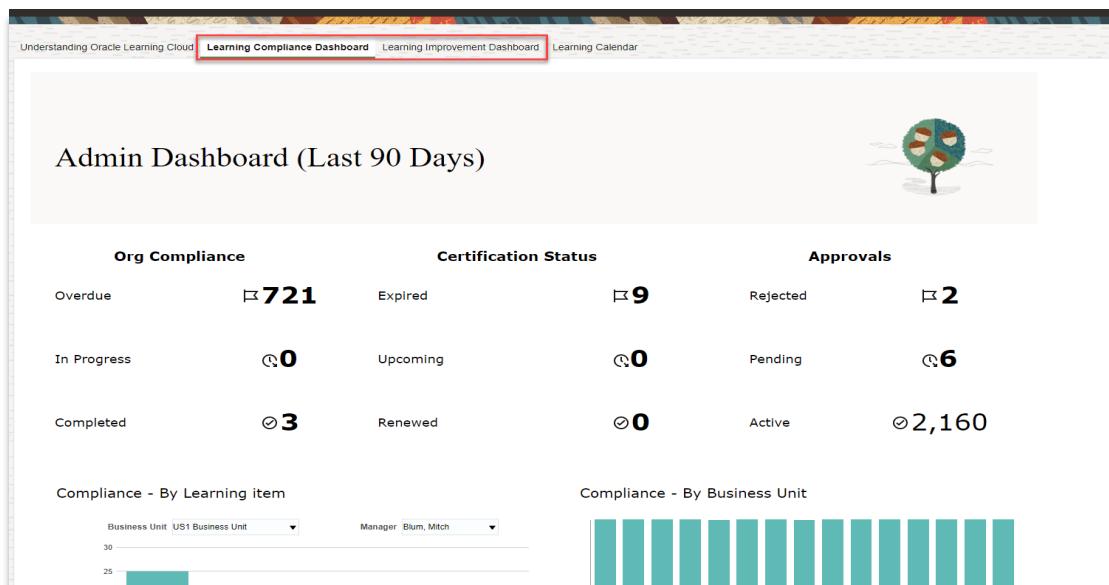 Understanding Oracle Learning Cloud Learning Compliance Dashboard Learning Improvement Dashboard Learning Calendar
Admin Dashboard (Last 90 Days)
Org Compliance Certification Status Approvals
Overdue 721 Expired 9 Rejected 2
In Progress 0 Upcoming 0 Pending 6
Completed 3 Renewed 0 Active 2,160
Compliance - By Learning item Compliance - By Business Unit
Business Unit US1 Business Unit Manager Blum, Mitch
30
25